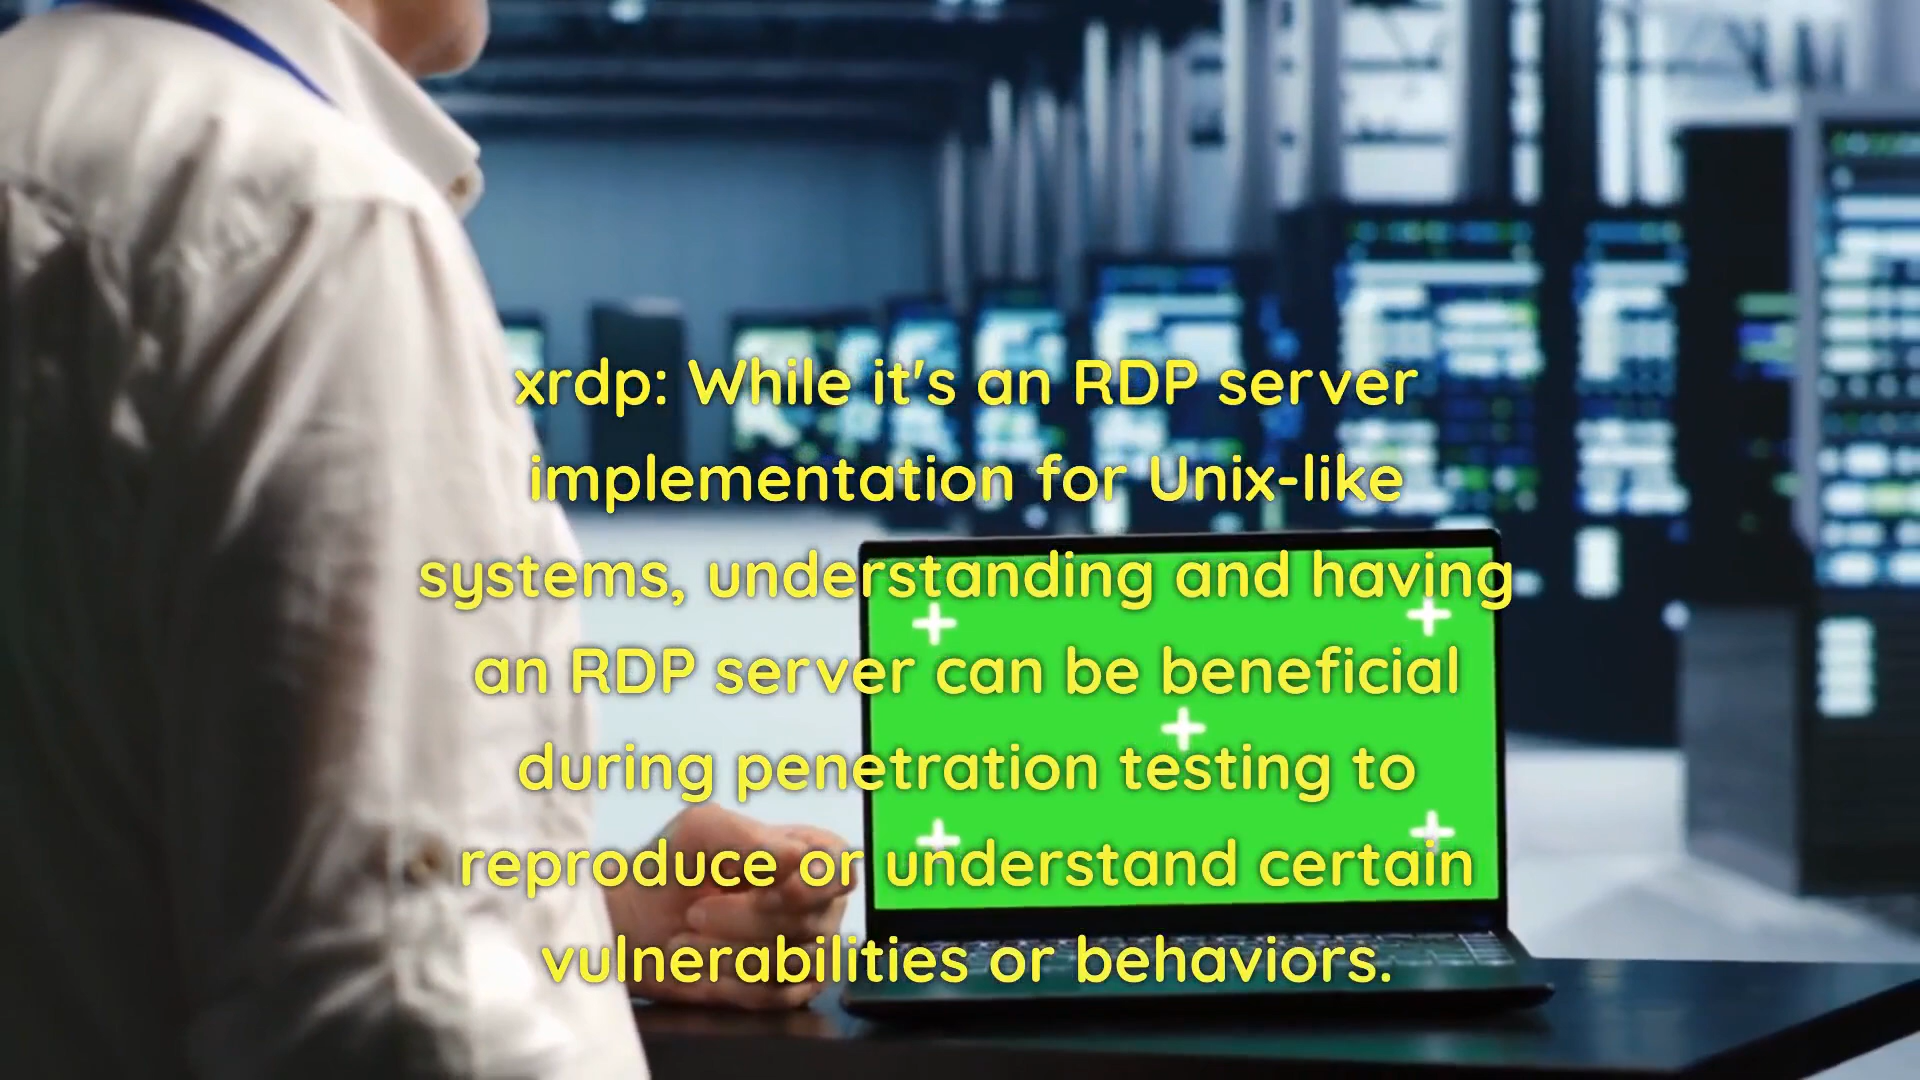 xrdp: While it's an RDP server
implementation for Unix-like
systems, understanding and having
an RDP server can be beneficial
during penetration testing to
reproduce or understand certain
vulnerabilities or behaviors.